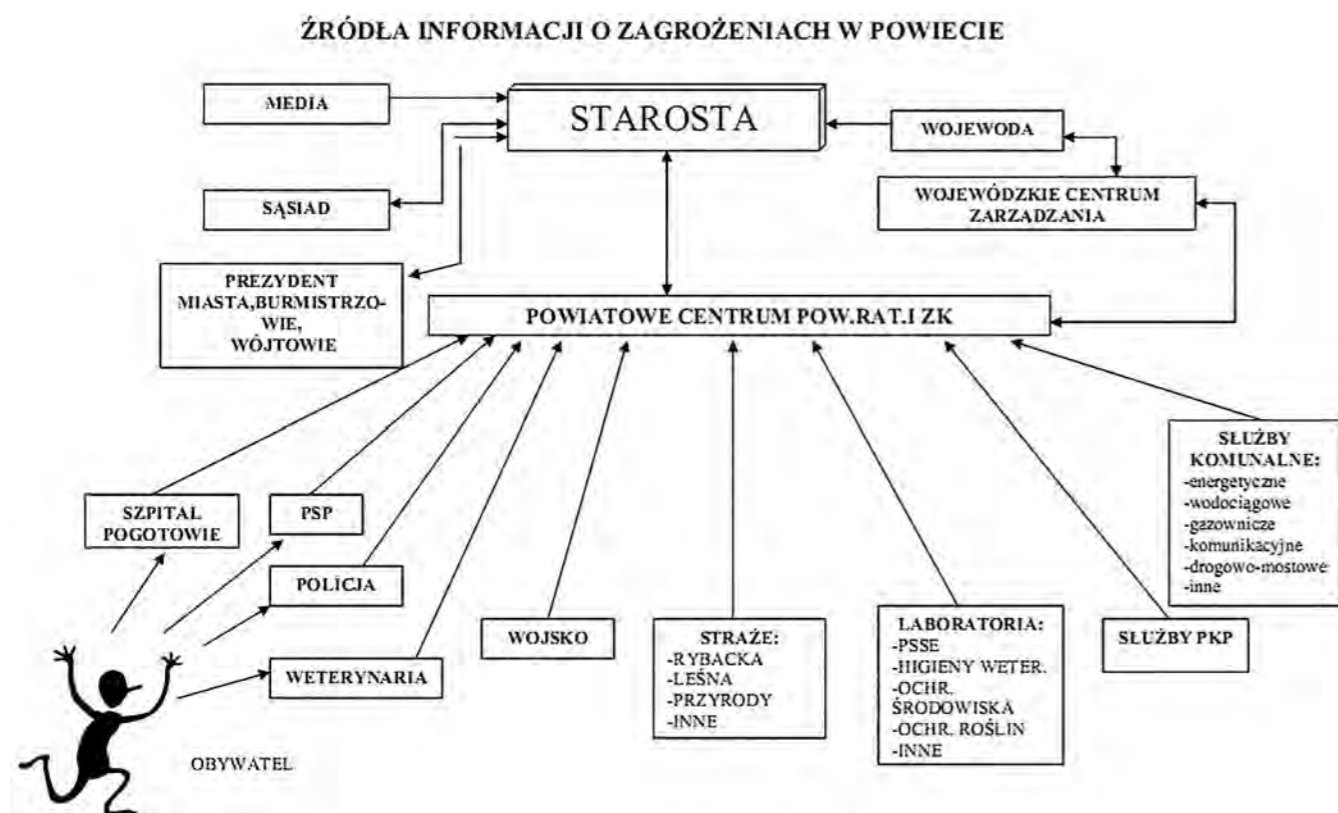 ŹRÓDŁA INFORMACJI O ZAGROŻENIACH W POWIECIE
MEDIA
STAROSTA
WOJEWODA
SĄSIAD
WOJEWÓDZKIE CENTRUM
ZARZĄDZANIA
PREZYDENT
MIASTA,BURMISTRZO-
WIE,
WÓJTOWIE
POWIATOWE CENTRUM POW.RAT.I ZK
SZPITAL
POGOTOWIE
PSP
POLICJA
WETERYNARIA
WOJSKO
STRAŻE:
-RYBACKA
-LEŚNA
-PRZYRODY
-INNE
LABORATORIA:
-PSSE
-HIGIENY WETER.
-OCHR.
ŚRODOWISKA
-OCHR. ROŚLIN
-INNE
SŁUŻBY PKP
SŁUŻBY
KOMUNALNE:
-energetyczne
-wodociągowe
-gazownicze
-komunikacyjne
-drogowo-mostowe
-inne
OBYWATEL